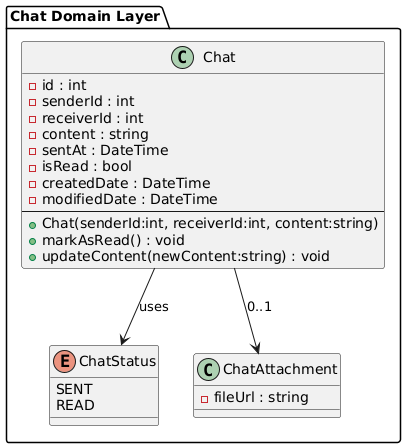 Chat Domain Layer
C Chat
id : int
senderId : int
receiverId : int
content : string
sentAt : DateTime
isRead : bool
createdDate : DateTime
modifiedDate : DateTime
Chat(senderId:int, receiverId:int, content:string)
markAsRead() : void
updateContent(newContent:string) : void
uses
0..1
E ChatStatus
SENT
READ
C ChatAttachment
fileUrl : string